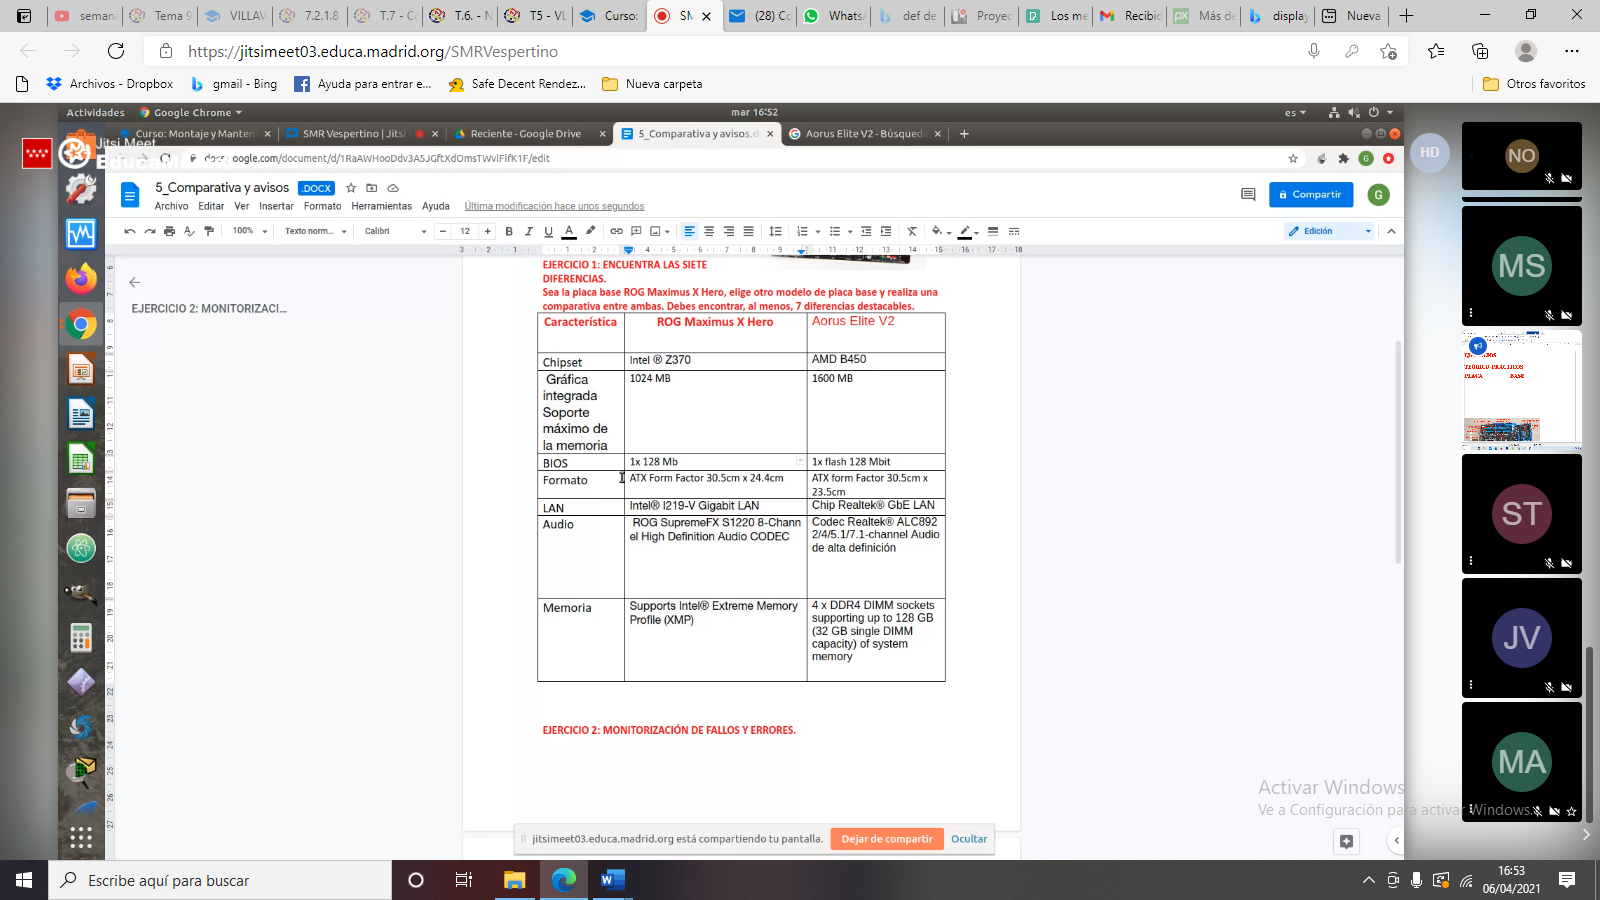 semana
Tema 9
VILLAV
7.2.1.8
T.7 - Co
T.6. - N
T5 - VL
Curso:
SM
(28) Co
WhatsA
def de
Proyec
Los me
Recibid
Más de
display
Nueva
https://jitsimeet03.educa.madrid.org/SMRVespertino
Archivos - Dropbox
gmail - Bing
Ayuda para entrar e...
Safe Decent Rendez...
Nueva carpeta
Otros favoritos
Actividades
Google Chrome
mar 16:52
es
Curso: Montaje y Manten
SMR Vespertino | Jitsi
Reciente - Google Drive
5_Comparativa y avisos.d
Aorus Elite V2 - Búsqueda
Jitsi Meet
docs.google.com/document/d/1RaAWHooDdv3A5JGftXdOmsTWvlFifK1F/edit
HD
5_Comparativa y avisos
.DOCX
Compartir
G
Archivo
Editar
Ver
Insertar
Formato
Herramientas
Ayuda
Última modificación hace unos segundos
100%
Texto norm...
Calibri
12
Edición
EJERCICIO 2: MONITORIZACI...
EJERCICIO 1: ENCUENTRA LAS SIETE
DIFERENCIAS.
Sea la placa base ROG Maximus X Hero, elige otro modelo de placa base y realiza una
comparativa entre ambas. Debes encontrar, al menos, 7 diferencias destacables.
Característica
ROG Maximus X Hero
Aorus Elite V2
Chipset
Intel ® Z370
AMD B450
Gráfica
integrada
Soporte
máximo de
la memoria
1024 MB
1600 MB
BIOS
1x 128 Mb
1x flash 128 Mbit
Formato
ATX Form Factor 30.5cm x 24.4cm
ATX form Factor 30.5cm x
23.5cm
LAN
Intel® I219-V Gigabit LAN
Chip Realtek® GbE LAN
Audio
ROG SupremeFX S1220 8-Chann
el High Definition Audio CODEC
Codec Realtek® ALC892
2/4/5.1/7.1-channel Audio
de alta definición
Memoria
Supports Intel® Extreme Memory
Profile (XMP)
4 x DDR4 DIMM sockets
supporting up to 128 GB
(32 GB single DIMM
capacity) of system
memory
EJERCICIO 2: MONITORIZACIÓN DE FALLOS Y ERRORES.
jitsimeet03.educa.madrid.org está compartiendo tu pantalla.
Dejar de compartir
Ocultar
NO
MS
TEÓRICO-PRÁCTICOS
PLACA BASE
ST
JV
MA
Activar Windows
Ve a Configuración para activar Windows.
Escribe aquí para buscar
16:53
06/04/2021